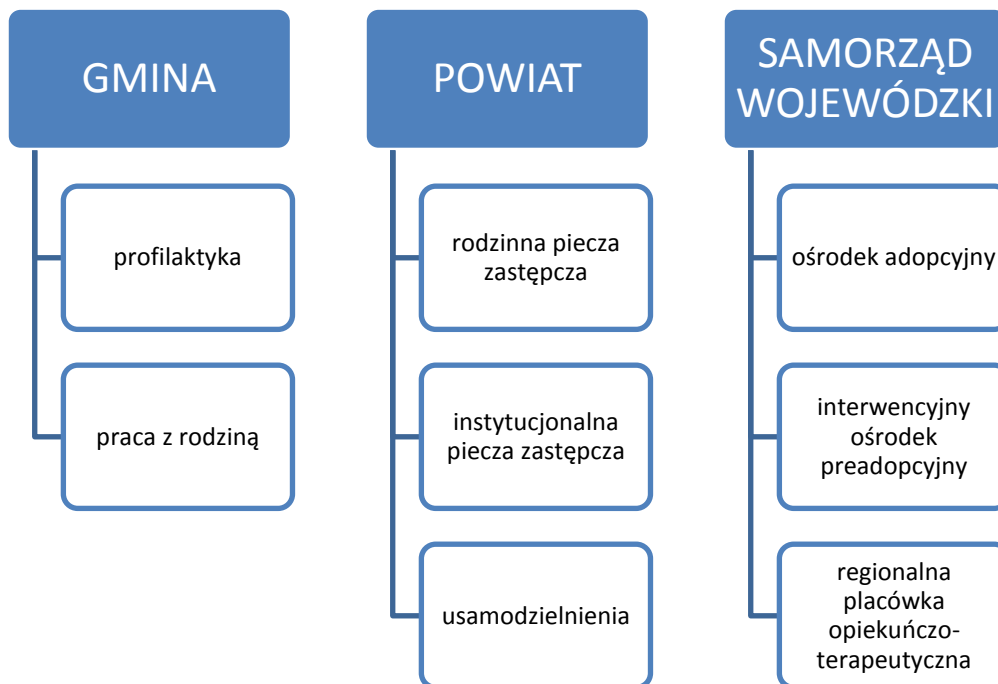 GMINA
profilaktyka
praca z rodziną
POWIAT
rodzinna piecza
zastępcza
instytucjonalna
piecza zastępcza
usamodzielnienia
SAMORZĄD
WOJEWÓDZKI
ośrodek adopcyjny
interwencyjny
ośrodek
preadopcyjny
regionalna
placówka
opiekuńczo-
terapeutyczna